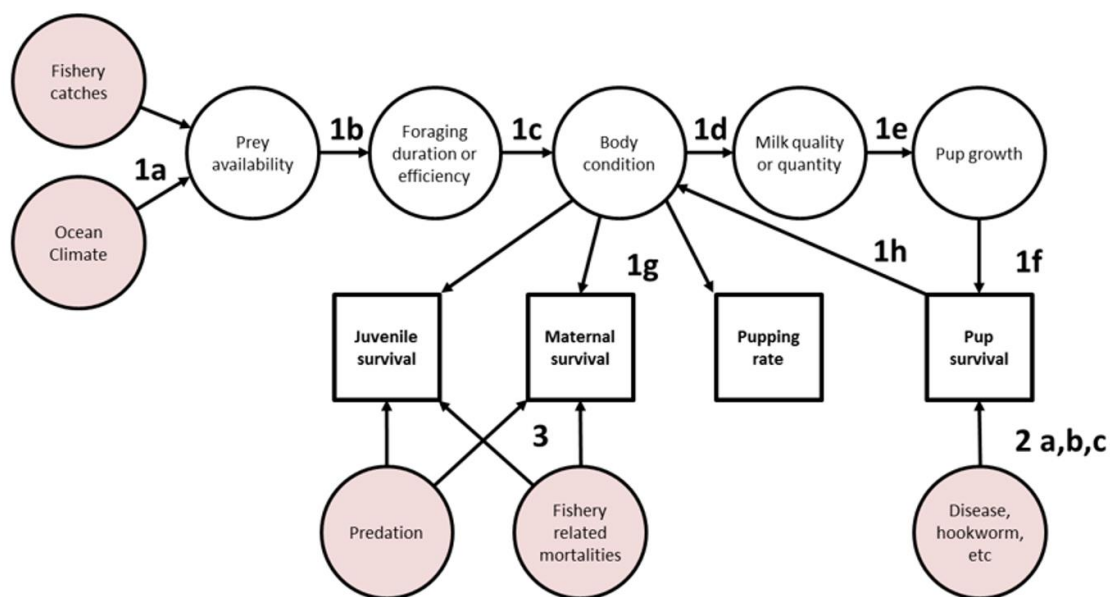 Fishery
catches
1a
Ocean
Climate
Prey
availability
1b
Foraging
duration or
efficiency
1c
Body
condition
1d
Milk quality
or quantity
1e
Pup growth
1f
1g
1h
Juvenile
survival
Maternal
survival
Pupping
rate
Pup
survival
3
2 a,b,c
Predation
Fishery
related
mortalities
Disease,
hookworm,
etc